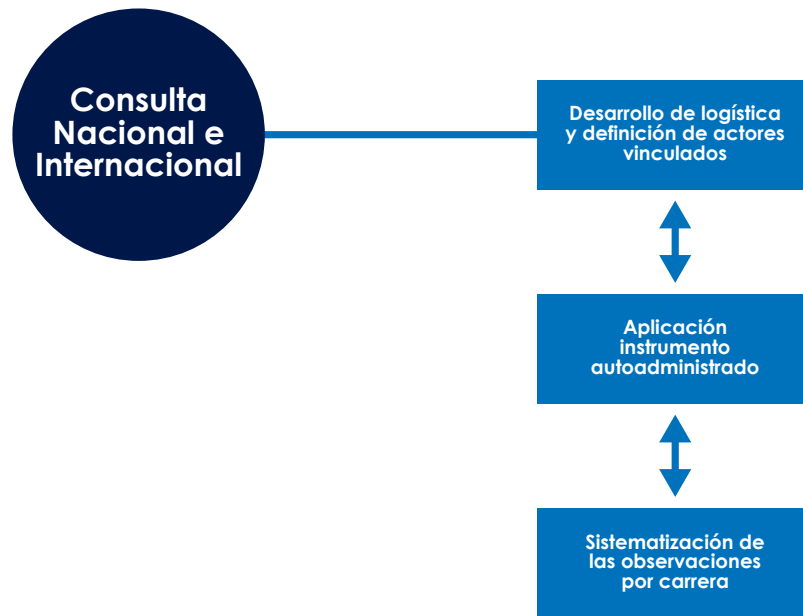 Consulta
Nacional e
Internacional
Desarrollo de logística
y definición de actores
vinculados
Aplicación
instrumento
autoadministrado
Sistematización de
las observaciones
por carrera